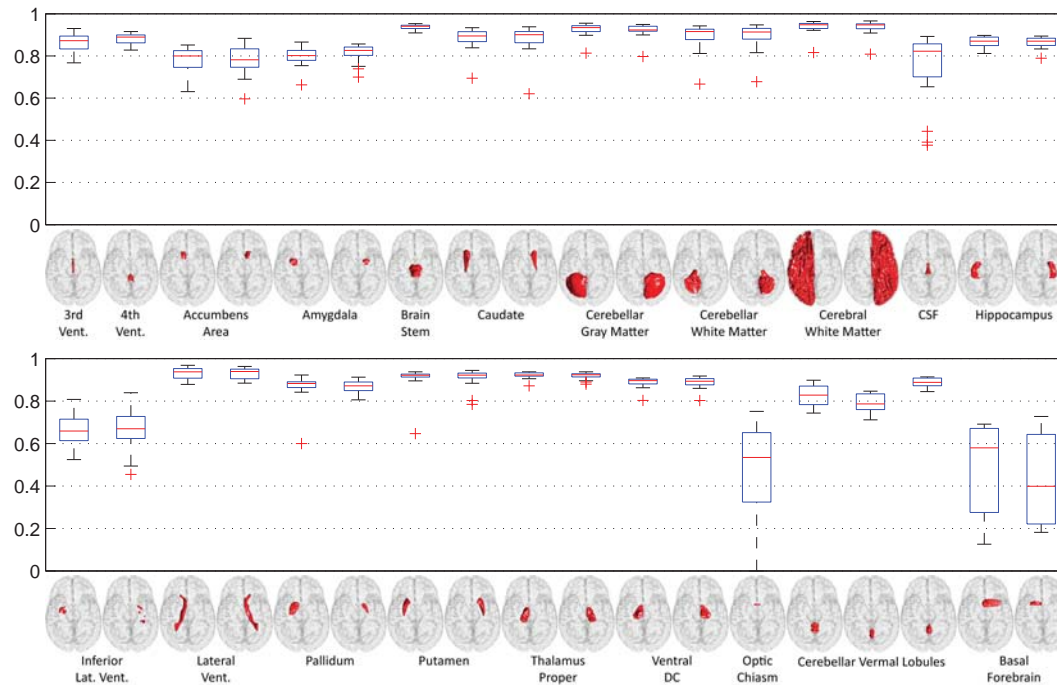 1
0.8
0.6
0.4
0.2
0
3rd Vent.
4th Vent.
Accumbens Area
Amygdala
Brain Stem
Caudate
Cerebellar Gray Matter
Cerebellar White Matter
Cerebral White Matter
CSF
Hippocampus
1
0.8
0.6
0.4
0.2
0
Inferior Lat. Vent.
Lateral Vent.
Pallidum
Putamen
Thalamus Proper
Ventral DC
Optic Chiasm
Cerebellar Vermal Lobules
Basal Forebrain